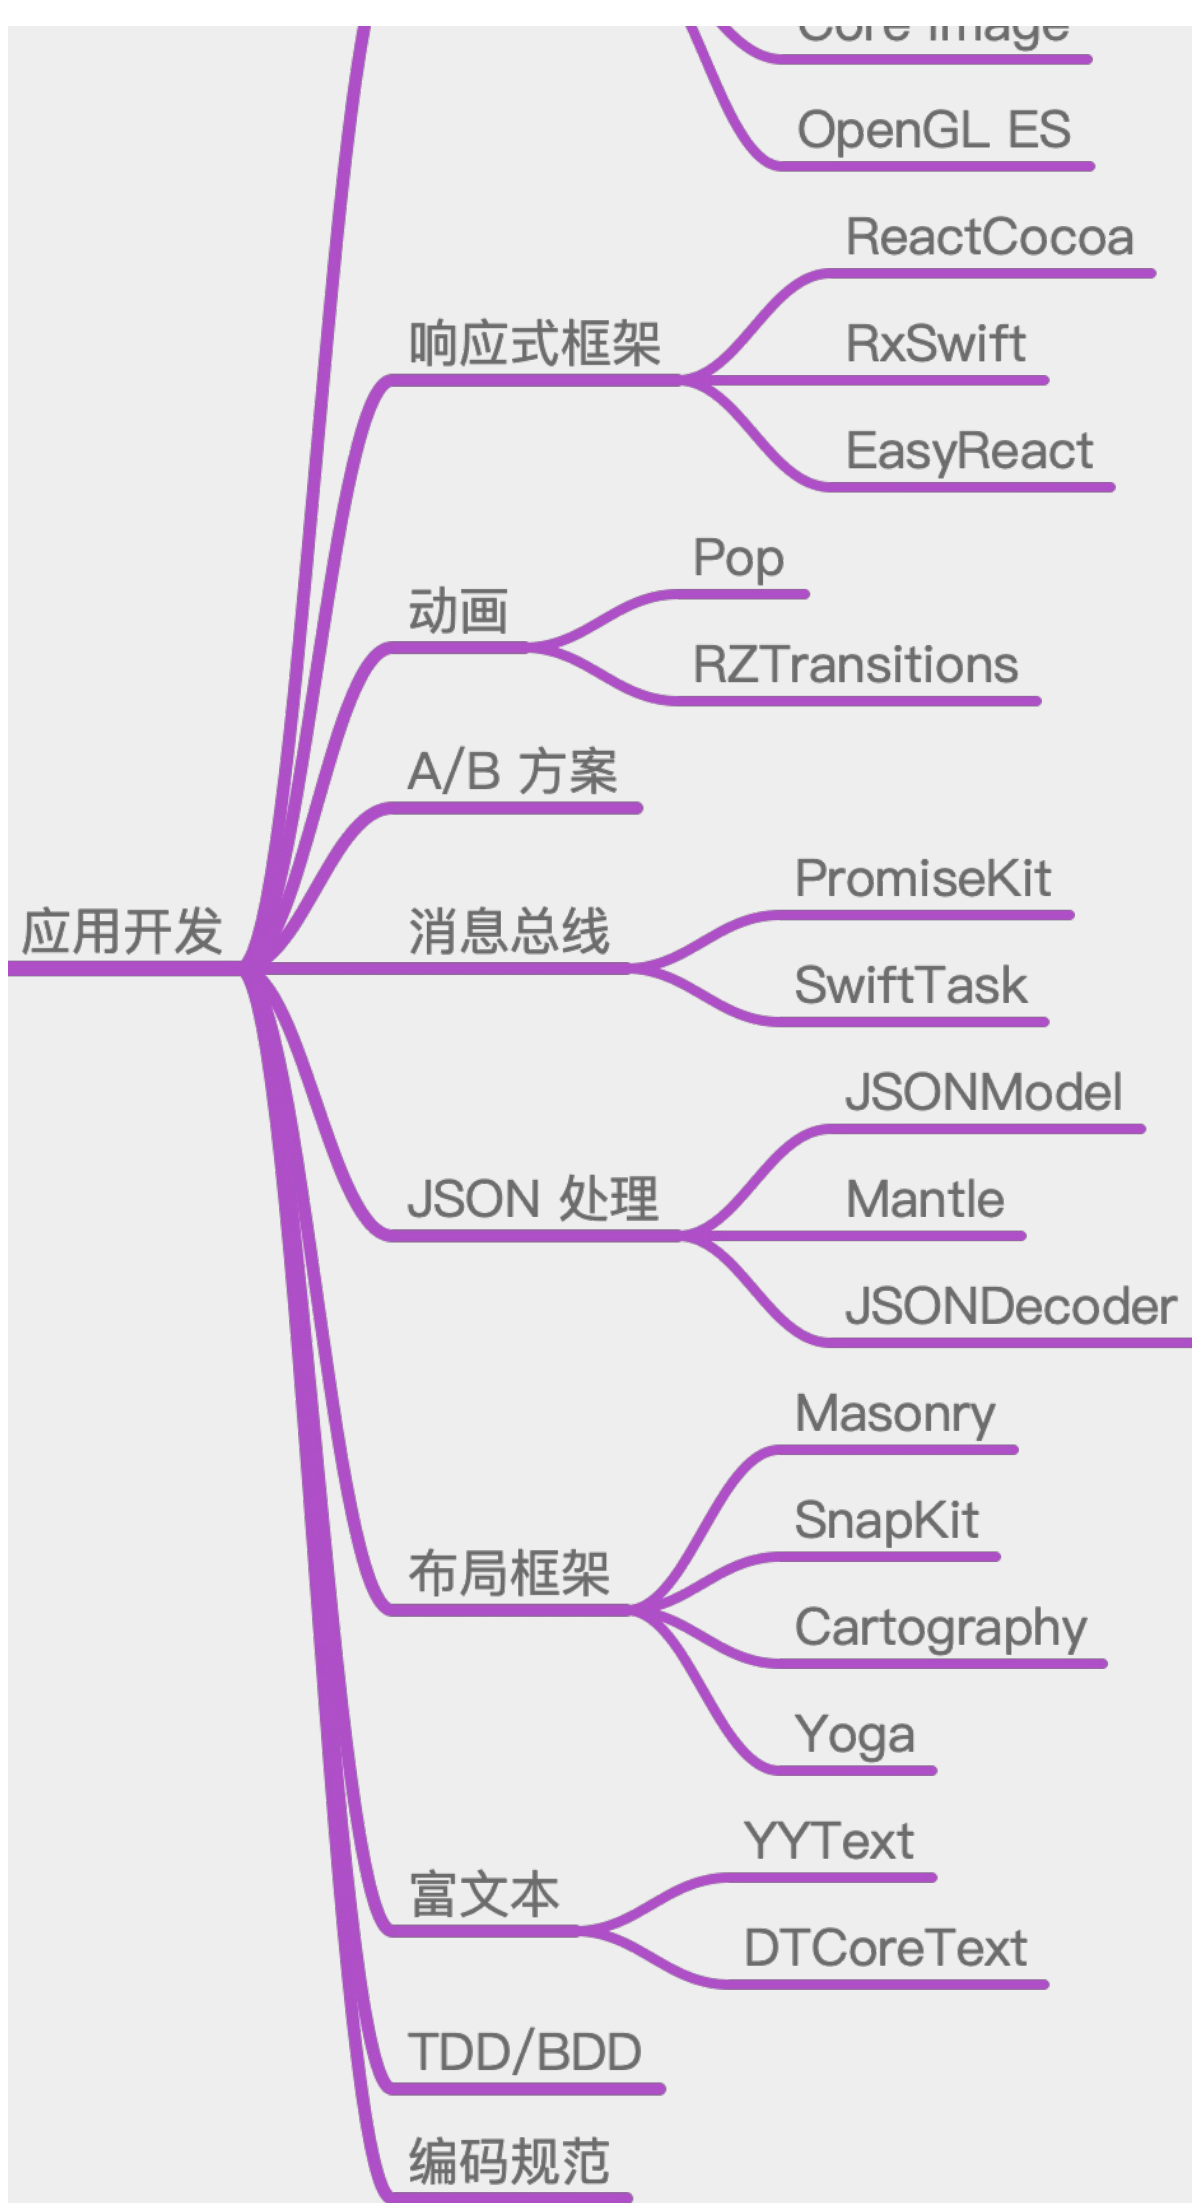 Core Image
OpenGL ES
ReactCocoa
响应式框架
RxSwift
EasyReact
Pop
动画
RZTransitions
A/B 方案
PromiseKit
应用开发
消息总线
SwiftTask
JSONModel
JSON 处理
Mantle
JSONDecoder
Masonry
SnapKit
布局框架
Cartography
Yoga
YYText
富文本
DTCoreText
TDD/BDD
编码规范